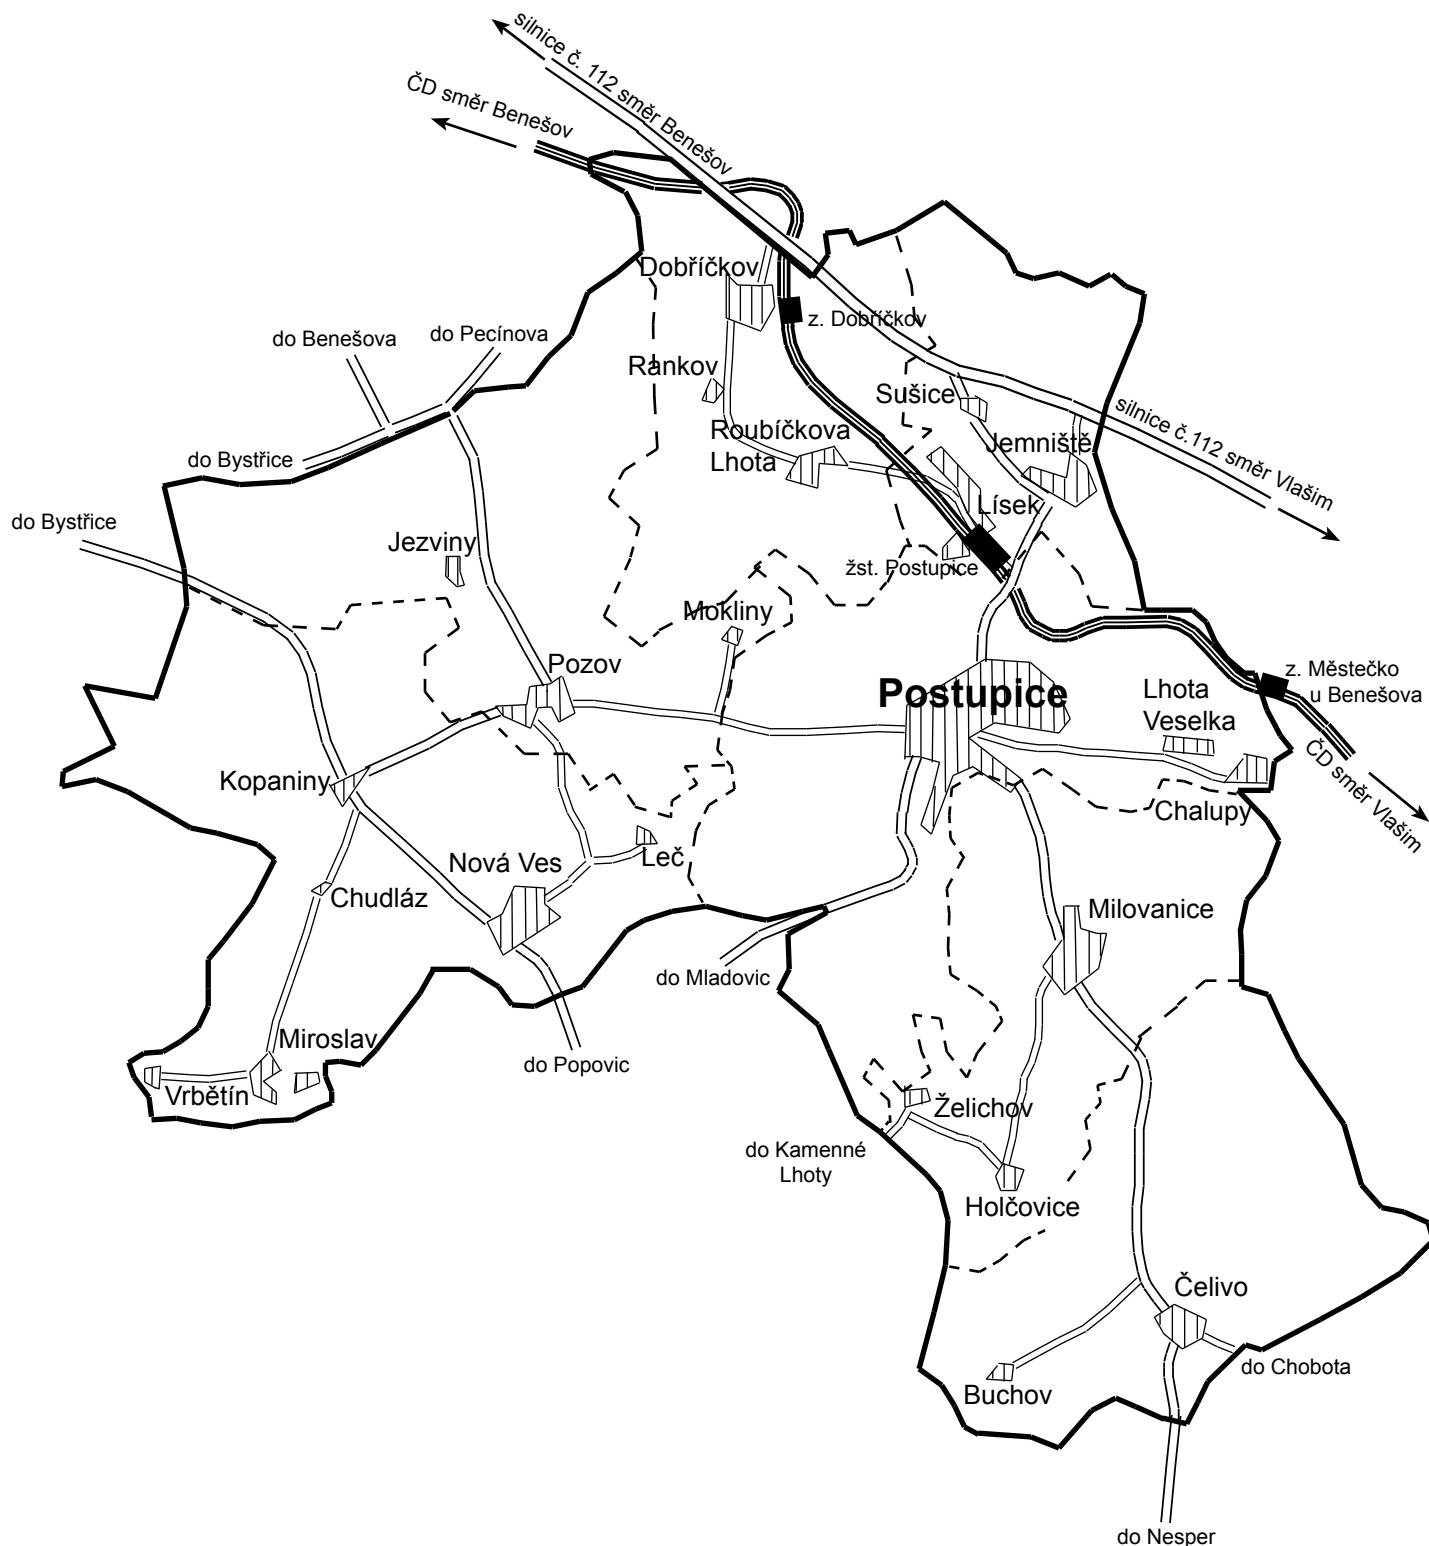 silnice č. 112 směr Benešov
ČD směr Benešov
Dobříčkov
z. Dobříčkov
do Benešova
do Pecínova
Rankov
Sušice
silnice č.112 směr Vlašim
Roubíčkova
Lhota
Jemniště
do Bystřice
Lísek
do Bystřice
Jezviny
žst. Postupice
Mokliny
Pozov
Postupice
z. Městečko
u Benešova
Lhota
Veselka
ČD směr Vlašim
Kopaniny
Chalupy
Nová Ves
Leč
Chudláz
Milovanice
do Mladovic
Miroslav
do Popovic
Vrbětín
Želichov
do Kamenné
Lhoty
Holčovice
Čelivo
do Chobota
Buchov
do Nesper